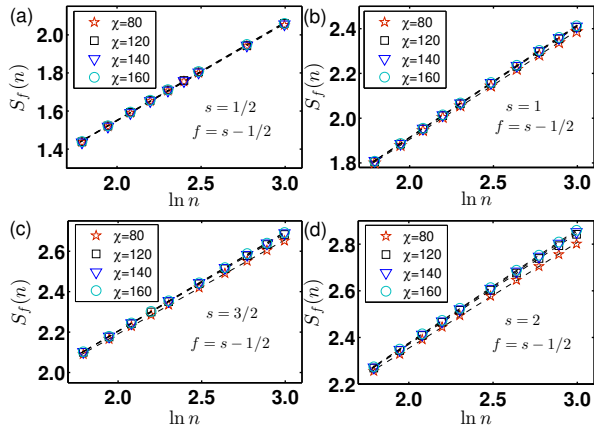 (a)
χ=80
χ=120
χ=140
χ=160
s = 1/2
f = s − 1/2
S_f(n)
2.0
1.8
1.6
1.4
2.0 2.5 3.0
ln n
(b)
χ=80
χ=120
χ=140
χ=160
s = 1
f = s − 1/2
S_f(n)
2.4
2.2
2.0
1.8
2.0 2.5 3.0
ln n
(c)
χ=80
χ=120
χ=140
χ=160
s = 3/2
f = s − 1/2
S_f(n)
2.6
2.4
2.2
2.0
2.0 2.5 3.0
ln n
(d)
χ=80
χ=120
χ=140
χ=160
s = 2
f = s − 1/2
S_f(n)
2.8
2.6
2.4
2.2
2.0 2.5 3.0
ln n